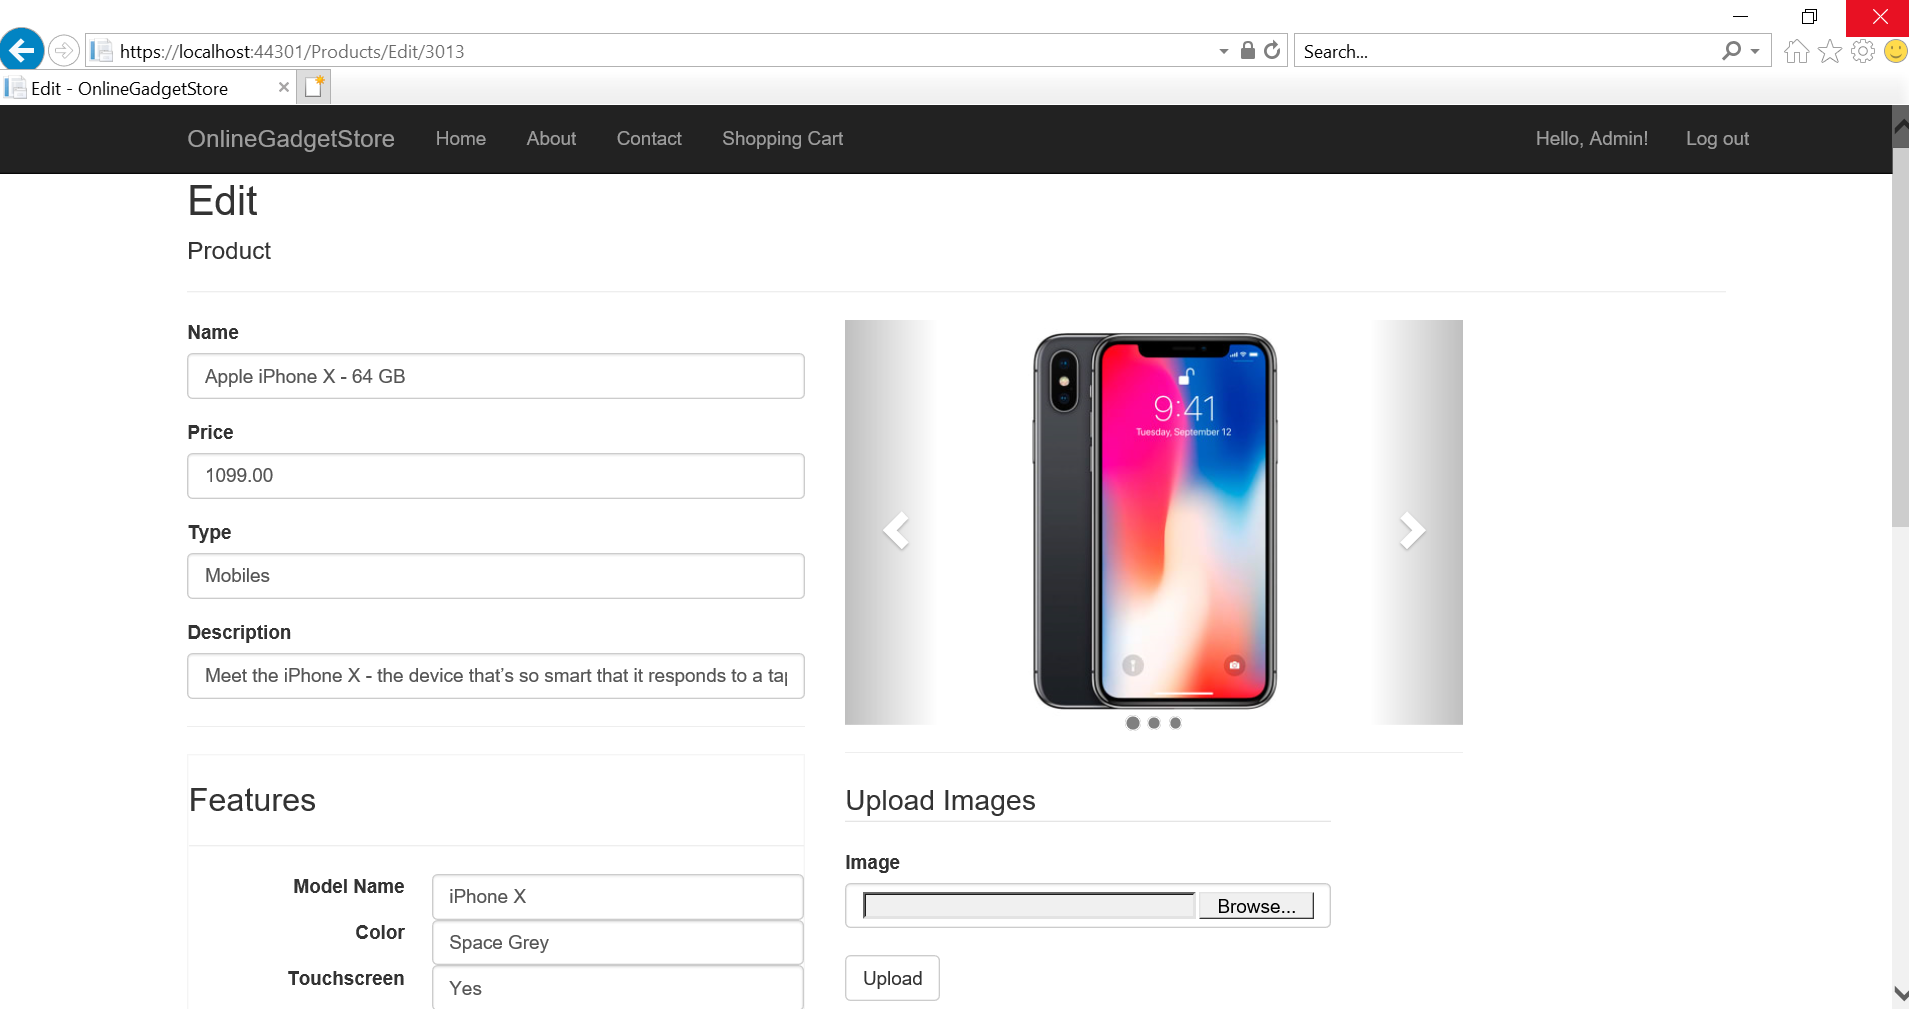 https://localhost:44301/Products/Edit/3013
Search...
Edit - OnlineGadgetStore
OnlineGadgetStore Home About Contact Shopping Cart Hello, Admin! Log out
Edit
Product
Name
Apple iPhone X - 64 GB
Price
1099.00
Type
Mobiles
Description
Meet the iPhone X - the device that’s so smart that it responds to a tap
9:41
Tuesday, September 12
Features
Model Name iPhone X
Color Space Grey
Touchscreen Yes
Upload Images
Image
Browse...
Upload